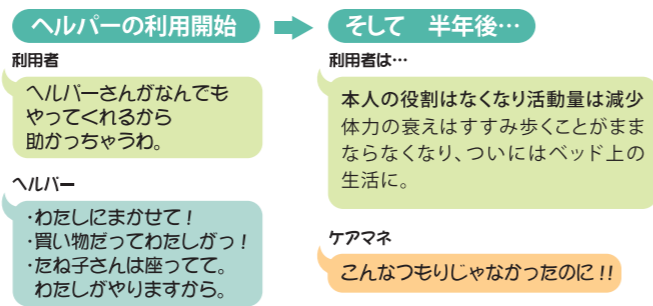 ヘルパーの利用開始
利用者
ヘルパーさんがなんでも
やってくれるから
助かっちゃうわ。
ヘルパー
・わたしにまかせて！
・買い物だってわたしがっ！
・たね子さんは座ってて。
わたしがやりますから。
そして　半年後…
利用者は…
本人の役割はなくなり活動量は減少
体力の衰えはすすみ歩くことがまま
ならなくなり、ついにはベッド上の
生活に。
ケアマネ
こんなつもりじゃなかったのに!!